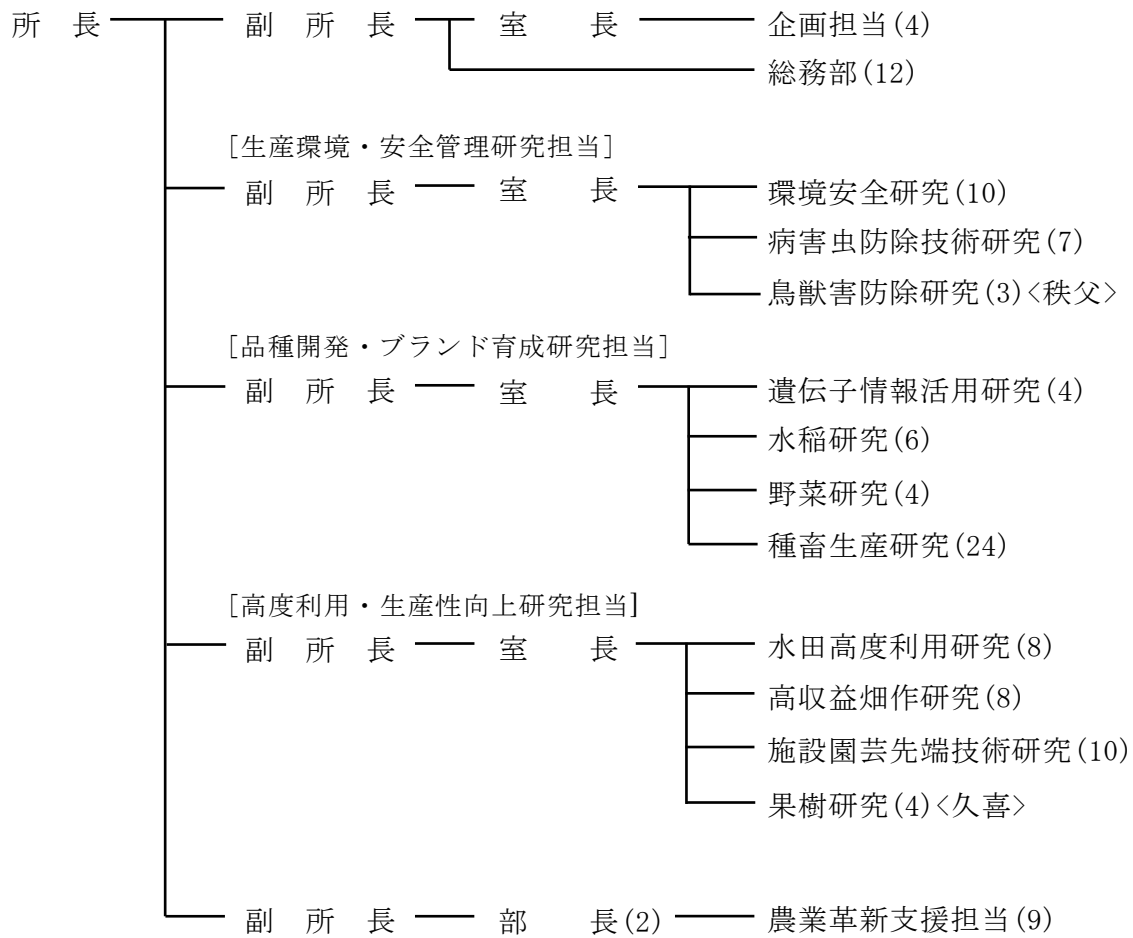 所長 副所長 室長 企画担当(4)
総務部(12)
[生産環境・安全管理研究担当]
副所長 室長 環境安全研究(10)
病害虫防除技術研究(7)
鳥獣害防除研究(3)<秩父>
[品種開発・ブランド育成研究担当]
副所長 室長 遺伝子情報活用研究(4)
水稲研究(6)
野菜研究(4)
種畜生産研究(24)
[高度利用・生産性向上研究担当]
副所長 室長 水田高度利用研究(8)
高収益畑作研究(8)
施設園芸先端技術研究(10)
果樹研究(4)<久喜>
副所長 部長(2) 農業革新支援担当(9)